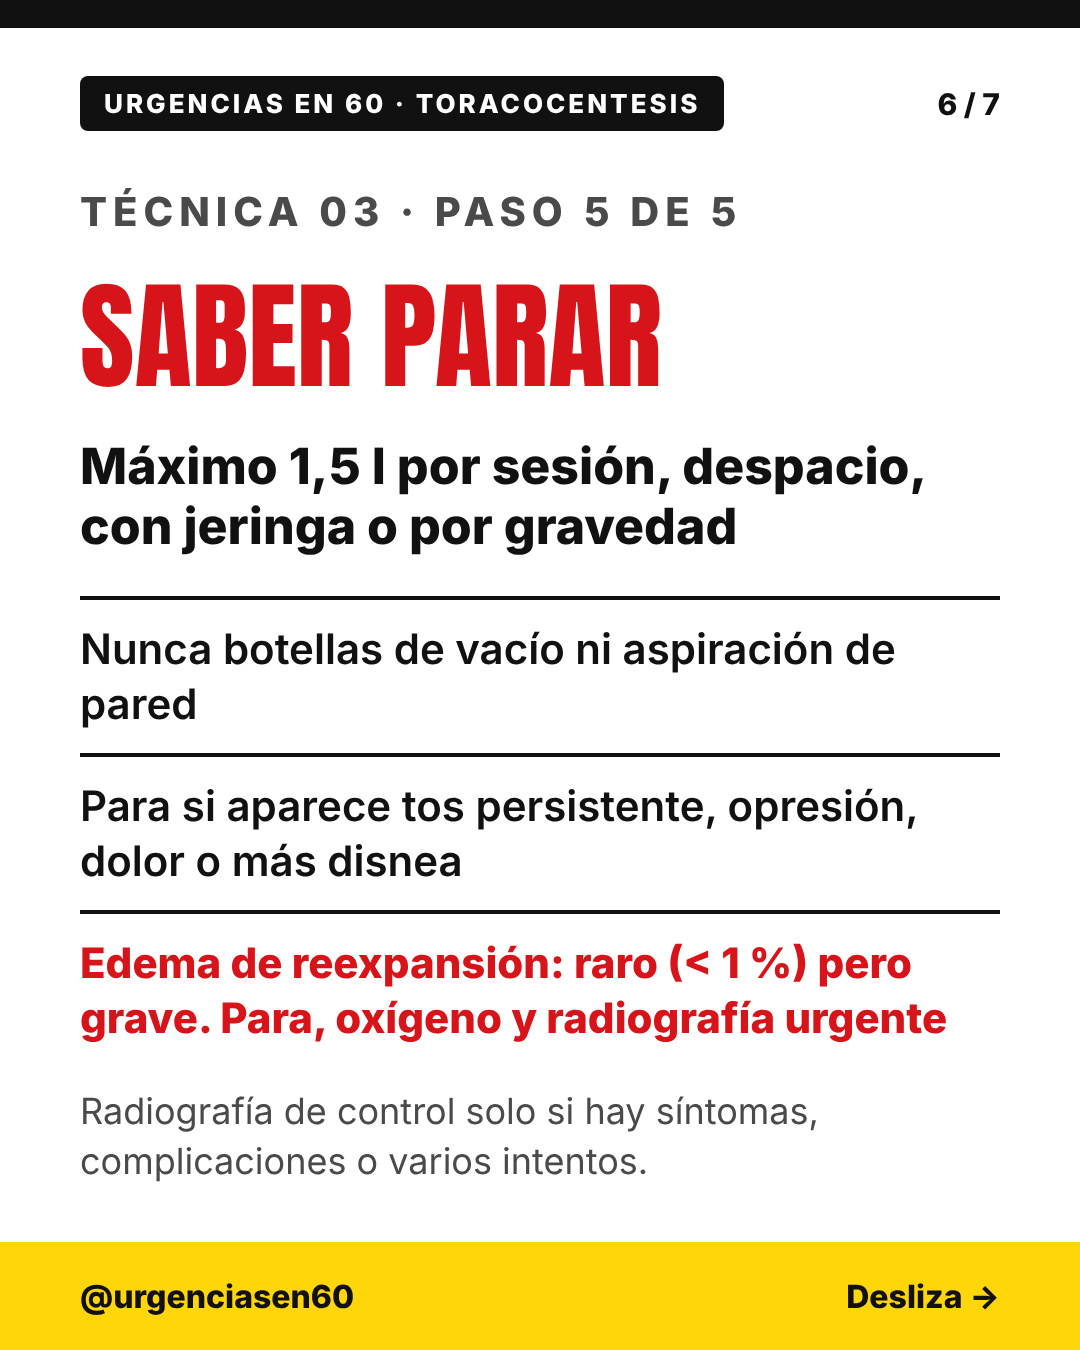 URGENCIAS EN 60 · TORACOCENTESIS
6 / 7
TÉCNICA 03 · PASO 5 DE 5
SABER PARAR
Máximo 1,5 l por sesión, despacio,
con jeringa o por gravedad
Nunca botellas de vacío ni aspiración de
pared
Para si aparece tos persistente, opresión,
dolor o más disnea
Edema de reexpansión: raro (< 1 %) pero
grave. Para, oxígeno y radiografía urgente
Radiografía de control solo si hay síntomas,
complicaciones o varios intentos.
@urgenciasen60
Desliza →